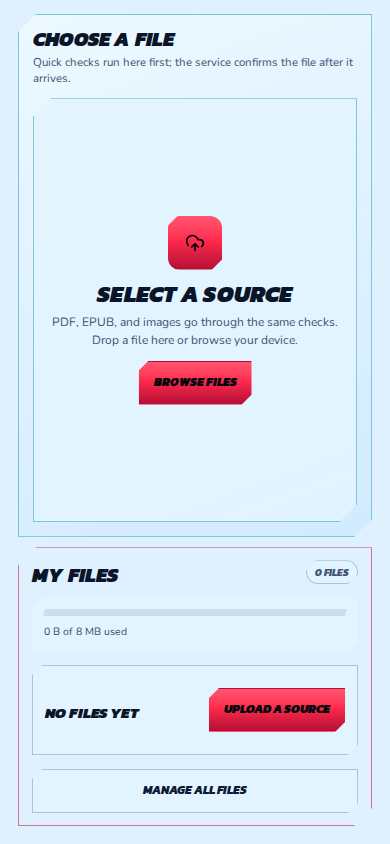 CHOOSE A FILE
Quick checks run here first; the service confirms the file after it
arrives.
SELECT A SOURCE
PDF, EPUB, and images go through the same checks.
Drop a file here or browse your device.
BROWSE FILES
MY FILES
0 FILES
0 B of 8 MB used
NO FILES YET
UPLOAD A SOURCE
MANAGE ALL FILES